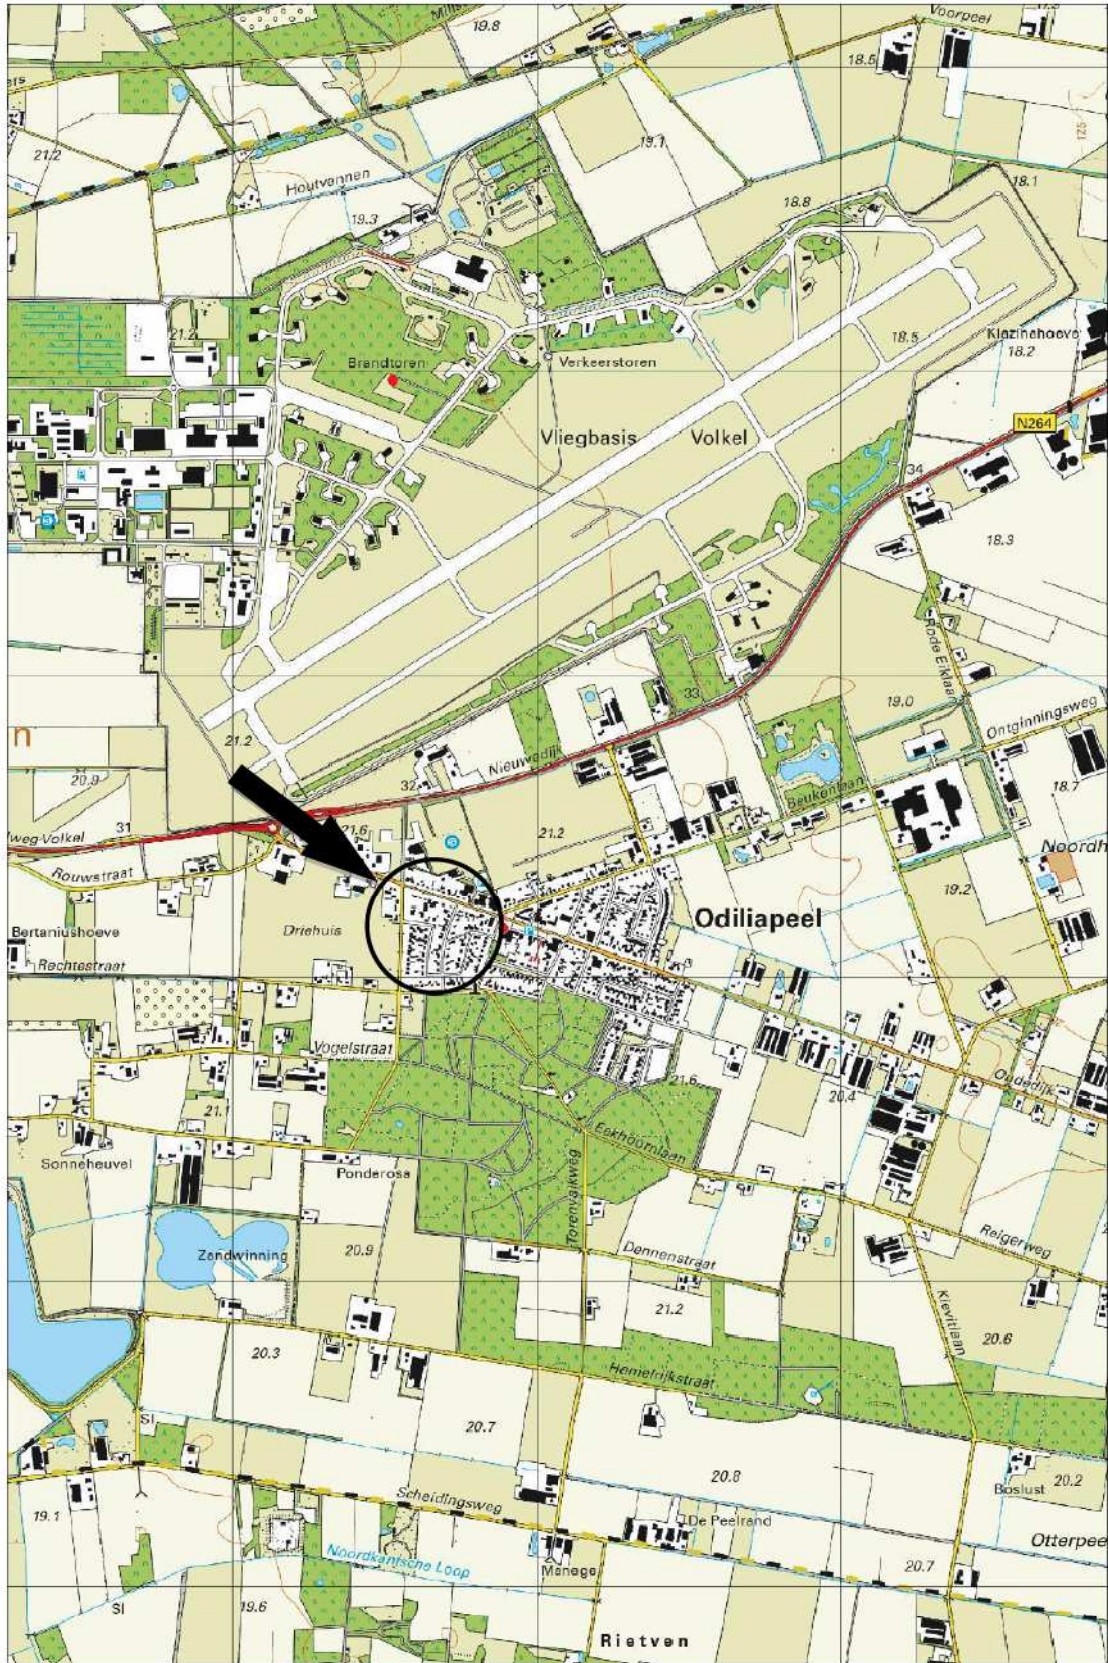 19.8
Voorpeel
18.5
125
21.2
19.1
Houtvennen
18.1
18.8
19.3
21.2
18.5
Klazinahoeve
18.2
Brandtoren
Verkeerstoren
N264
Vliegbasis Volkel
34
18.3
Rode Eiklaan
33
19.0
Ontginningsweg
n
21.2
Nieuwedijk
20.9
32
18.7
Beukenlaan
31
21.6
21.2
weg-Volkel
Noordh
Rouwstraat
19.2
Odiliapeel
Bertaniushoeve
Driehuis
Rechtestraat
Vogelstraat
21.6
Oudedijk
21.1
20.4
Eekhoornlaan
Sonneheuvel
Ponderosa
Torenvalkweg
Reigerweg
Zandwinning
20.9
Dennenstraat
21.2
Kievitlaan
20.6
20.3
Hemelrijkstraat
SI
20.7
20.8
20.2
Boslust
Scheidingsweg
19.1
De Peelrand
Otterpee
Noordkantsche Loop
20.7
Manege
SI
19.6
Rietven